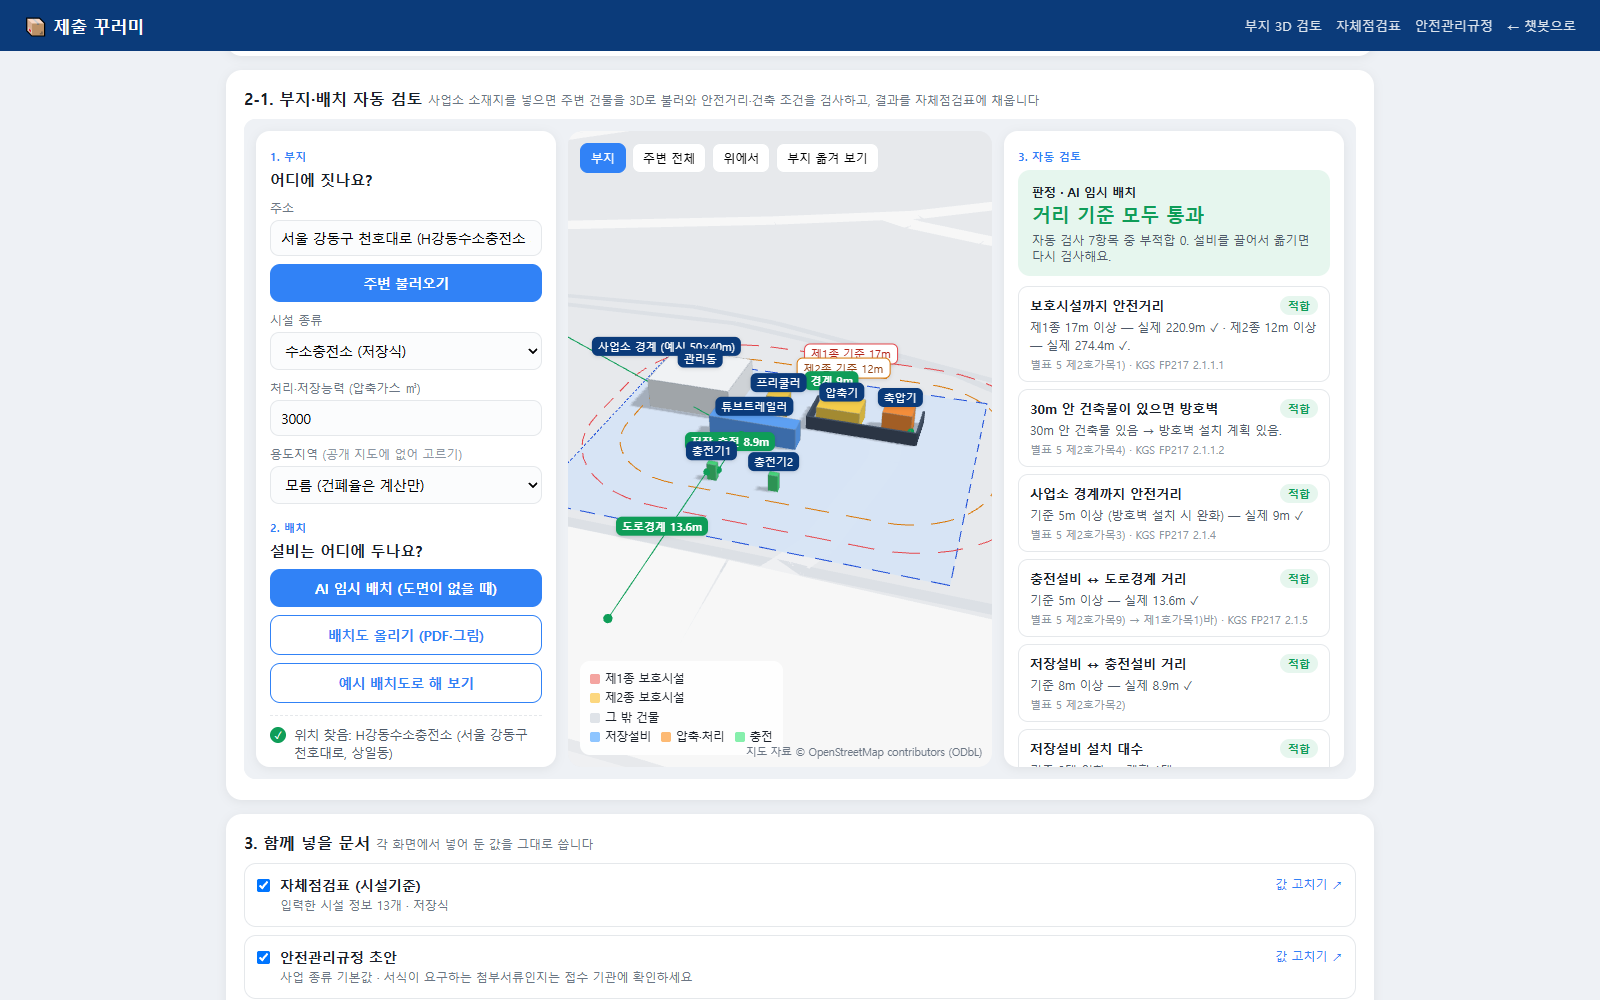 제출 꾸러미
부지 3D 검토 자체점검표 안전관리규정 ← 챗봇으로
2-1. 부지·배치 자동 검토 사업소 소재지를 넣으면 주변 건물을 3D로 불러와 안전거리·건축 조건을 검사하고, 결과를 자체점검표에 채웁니다
1. 부지
어디에 짓나요?
주소
서울 강동구 천호대로 (H강동수소충전소
주변 불러오기
시설 종류
수소충전소 (저장식)
처리·저장능력 (압축가스 ㎥)
3000
용도지역 (공개 지도에 없어 고르기)
모름 (건폐율은 계산만)
2. 배치
설비는 어디에 두나요?
AI 임시 배치 (도면이 없을 때)
배치도 올리기 (PDF·그림)
예시 배치도로 해 보기
위치 찾음: H강동수소충전소 (서울 강동구
천호대로, 상일동)
부지 주변 전체 위에서 부지 옮겨 보기
사업소 경계 (예시 50×40m)
관리동
제1종 기준 17m
제2종 기준 12m
프리쿨러
경계 9m
압축기
축압기
튜브트레일러
저장·충전 8.9m
충전기1
충전기2
도로경계 13.6m
제1종 보호시설
제2종 보호시설
그 밖 건물
저장설비 압축·처리 충전
지도 자료 © OpenStreetMap contributors (ODbL)
3. 자동 검토
판정 · AI 임시 배치
거리 기준 모두 통과
자동 검사 7항목 중 부적합 0. 설비를 끌어서 옮기면
다시 검사해요.
보호시설까지 안전거리 적합
제1종 17m 이상 — 실제 220.9m ✓ · 제2종 12m 이상
— 실제 274.4m ✓.
별표 5 제2호가목1) · KGS FP217 2.1.1.1
30m 안 건축물이 있으면 방호벽 적합
30m 안 건축물 있음 → 방호벽 설치 계획 있음.
별표 5 제2호가목4) · KGS FP217 2.1.1.2
사업소 경계까지 안전거리 적합
기준 5m 이상 (방호벽 설치 시 완화) — 실제 9m ✓
별표 5 제2호가목3) · KGS FP217 2.1.4
충전설비 ↔ 도로경계 거리 적합
기준 5m 이상 — 실제 13.6m ✓
별표 5 제2호가목9) → 제1호가목1)바) · KGS FP217 2.1.5
저장설비 ↔ 충전설비 거리 적합
기준 8m 이상 — 실제 8.9m ✓
별표 5 제2호가목2)
저장설비 설치 대수 적합
3. 함께 넣을 문서 각 화면에서 넣어 둔 값을 그대로 씁니다
자체점검표 (시설기준) 값 고치기 ↗
입력한 시설 정보 13개 · 저장식
안전관리규정 초안 값 고치기 ↗
사업 종류 기본값 · 서식이 요구하는 첨부서류인지는 접수 기관에 확인하세요